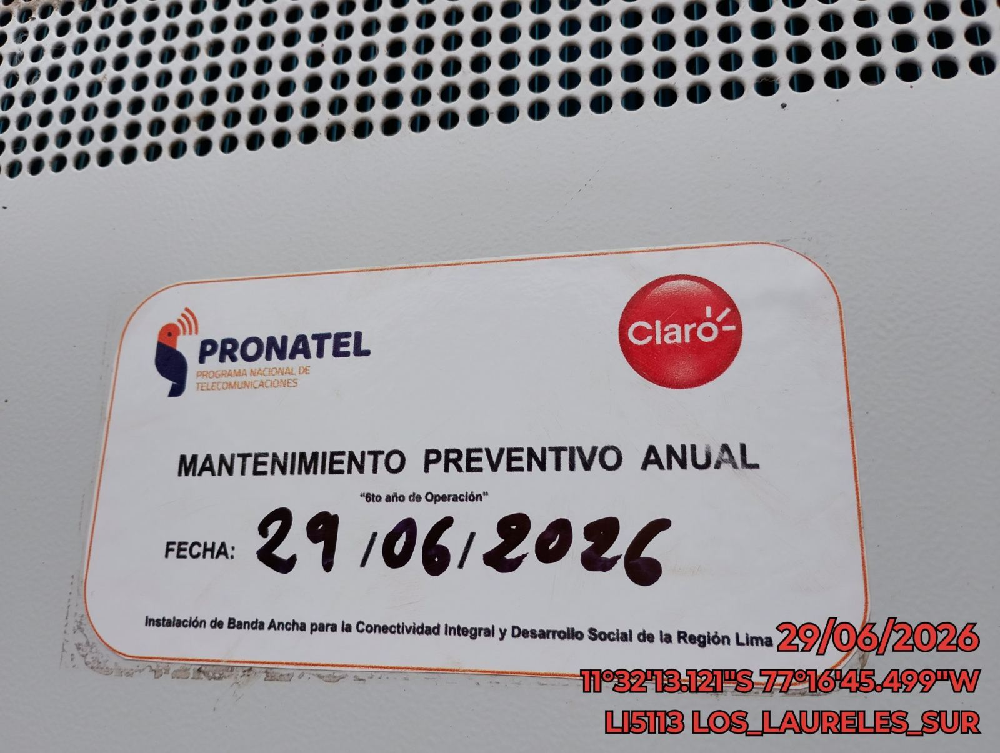 PRONATEL
PROGRAMA NACIONAL DE
TELECOMUNICACIONES
Claro
MANTENIMIENTO PREVENTIVO ANUAL
“6to año de Operación”
FECHA: 29/06/2026
Instalación de Banda Ancha para la Conectividad Integral y Desarrollo Social de la Región Lima
29/06/2026
11°32'13.121"S 77°16'45.499"W
LI5113 LOS_LAURELES_SUR